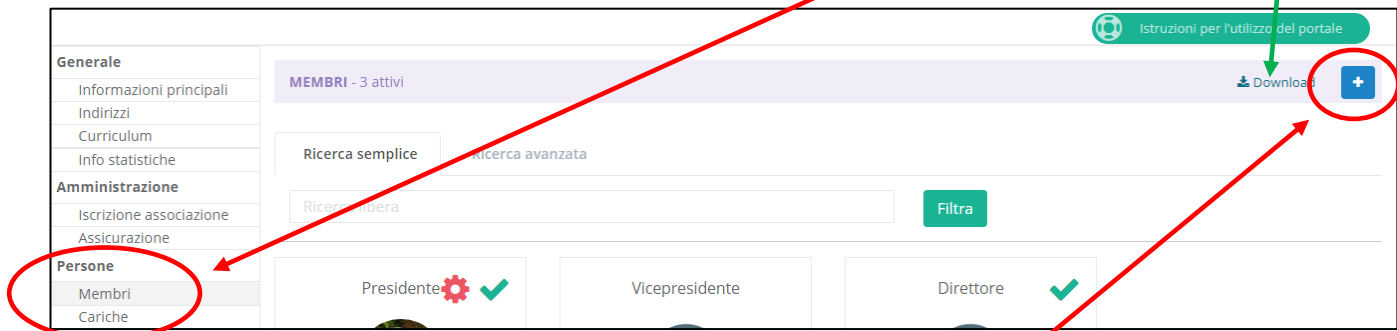 Istruzioni per l'utilizzo del portale
Generale
Informazioni principali
Indirizzi
Curriculum
Info statistiche
Amministrazione
Iscrizione associazione
Assicurazione
Persone
Membri
Cariche
MEMBRI - 3 attivi
Download
+
Ricerca semplice
Ricerca avanzata
Ricerca libera
Filtra
Presidente
Vicepresidente
Direttore